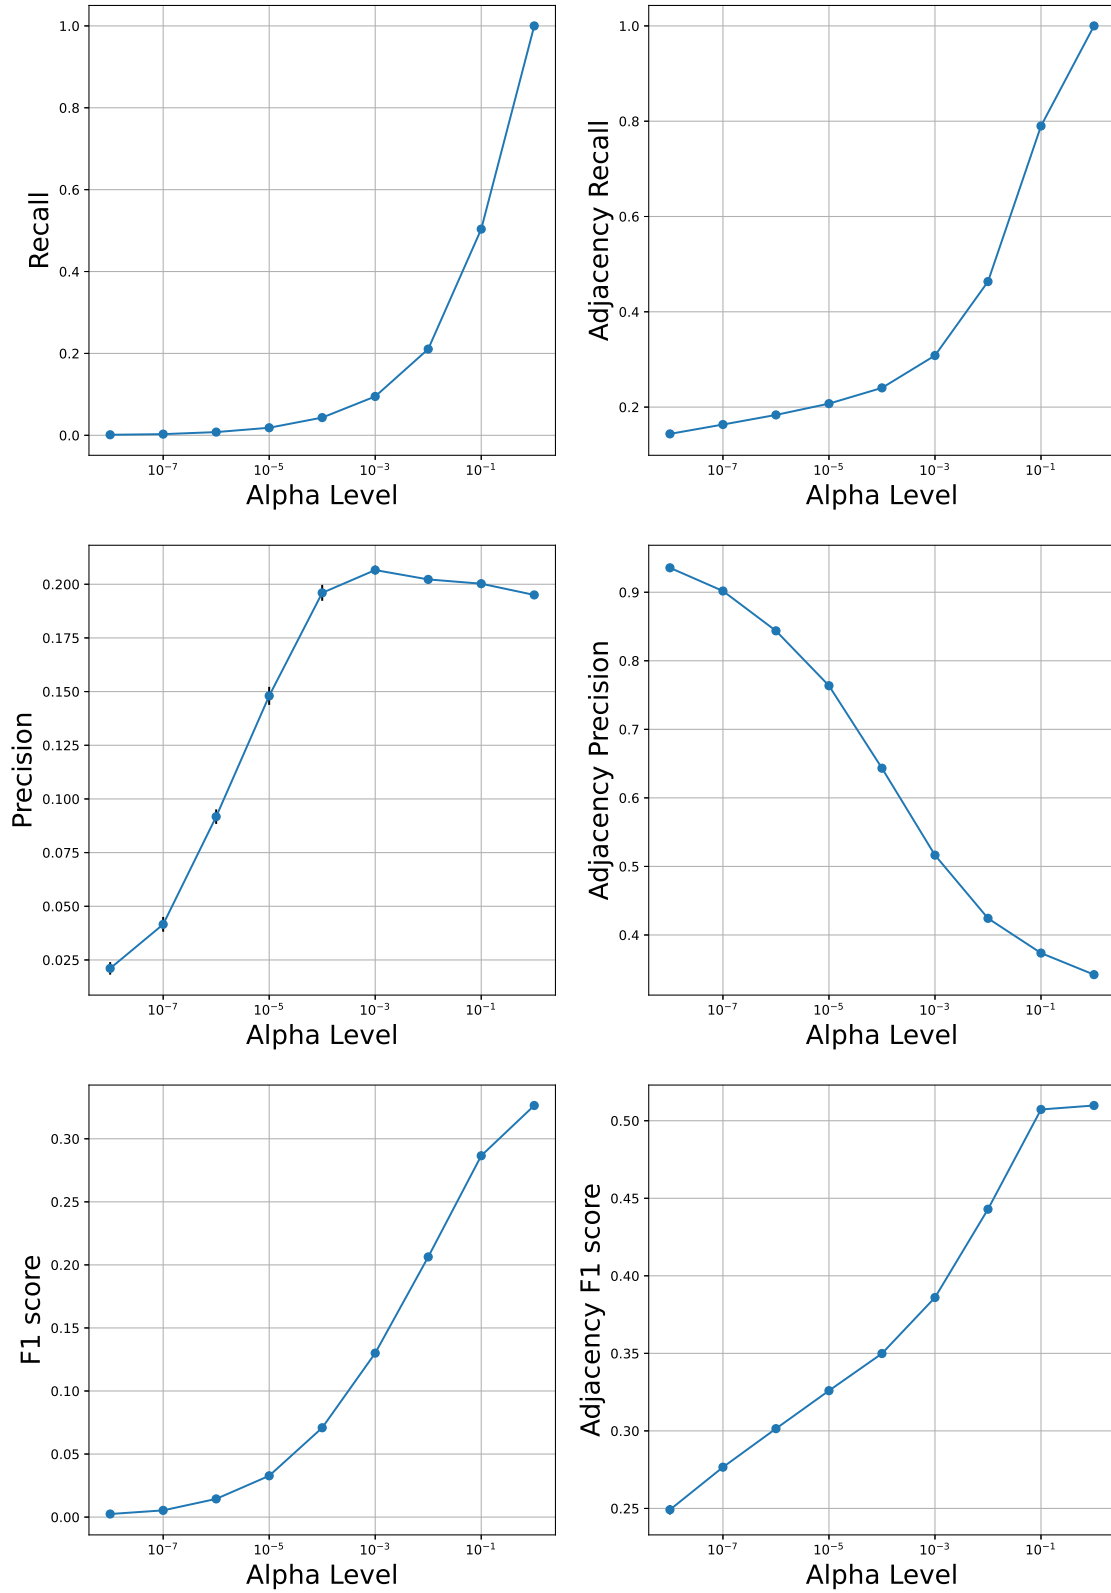 1.0
0.8
0.6
0.4
0.2
0.0
Recall
10⁻⁷ 10⁻⁵ 10⁻³ 10⁻¹
Alpha Level
1.0
0.8
0.6
0.4
0.2
Adjacency Recall
10⁻⁷ 10⁻⁵ 10⁻³ 10⁻¹
Alpha Level
0.200
0.175
0.150
0.125
0.100
0.075
0.050
0.025
Precision
10⁻⁷ 10⁻⁵ 10⁻³ 10⁻¹
Alpha Level
0.9
0.8
0.7
0.6
0.5
0.4
Adjacency Precision
10⁻⁷ 10⁻⁵ 10⁻³ 10⁻¹
Alpha Level
0.30
0.25
0.20
0.15
0.10
0.05
0.00
F1 score
10⁻⁷ 10⁻⁵ 10⁻³ 10⁻¹
Alpha Level
0.50
0.45
0.40
0.35
0.30
0.25
Adjacency F1 score
10⁻⁷ 10⁻⁵ 10⁻³ 10⁻¹
Alpha Level